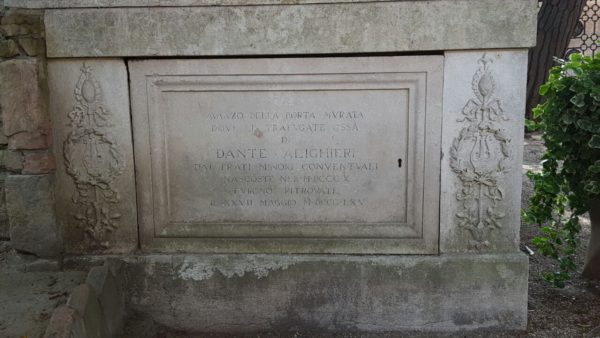 AVANZO DELLA PORTA MVRATA
DOVE LE TRAFVGATE OSSA
DI
DANTE ALIGHIERI
DAI FRATI MINORI CONVENTVALI
NASCOSTE NEL
FVRONO RITROVATE
IL XXVII MAGGIO MDCCCLXV